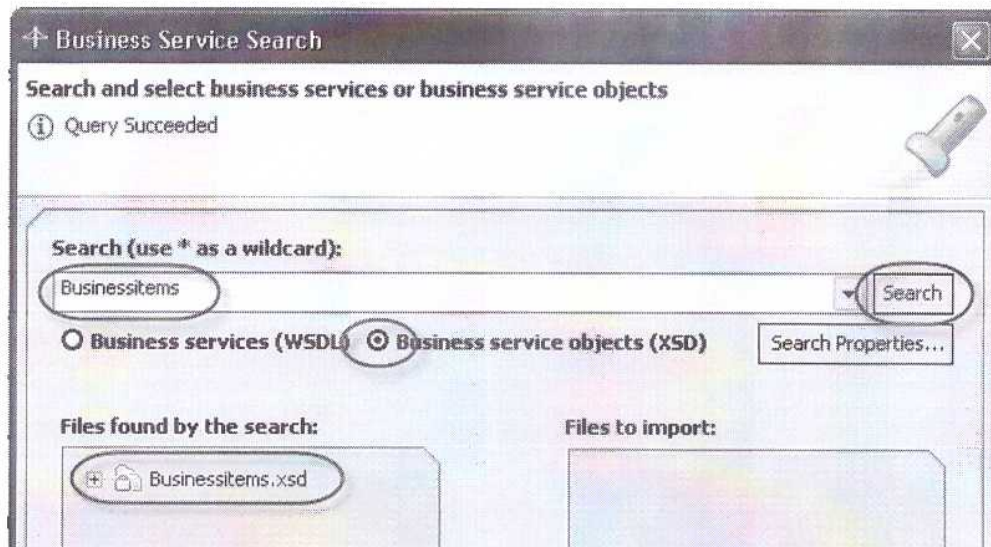 Business Service Search
Search and select business services or business service objects
Query Succeeded
Search (use * as a wildcard):
Businessitems
Search
Business services (WSDL)
Business service objects (XSD)
Search Properties...
Files found by the search:
Files to import:
Businessitems.xsd